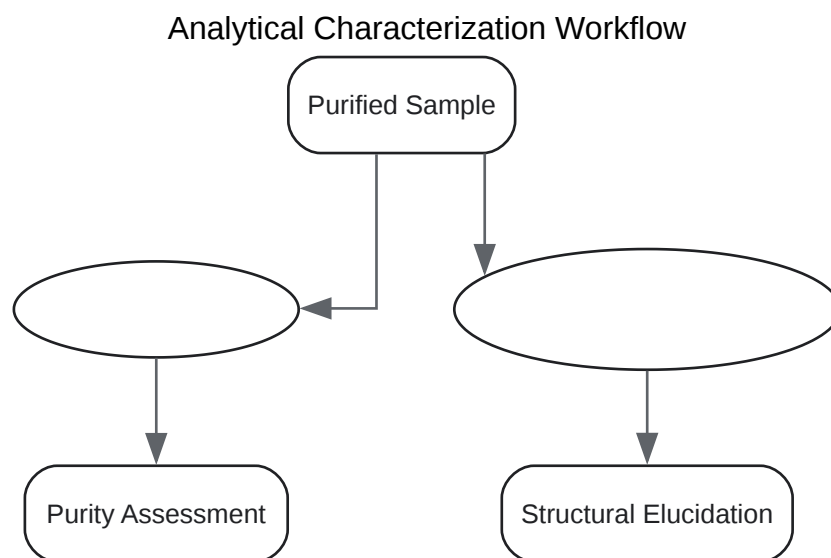 Analytical Characterization Workflow
Purified Sample
Purity Assessment
Structural Elucidation